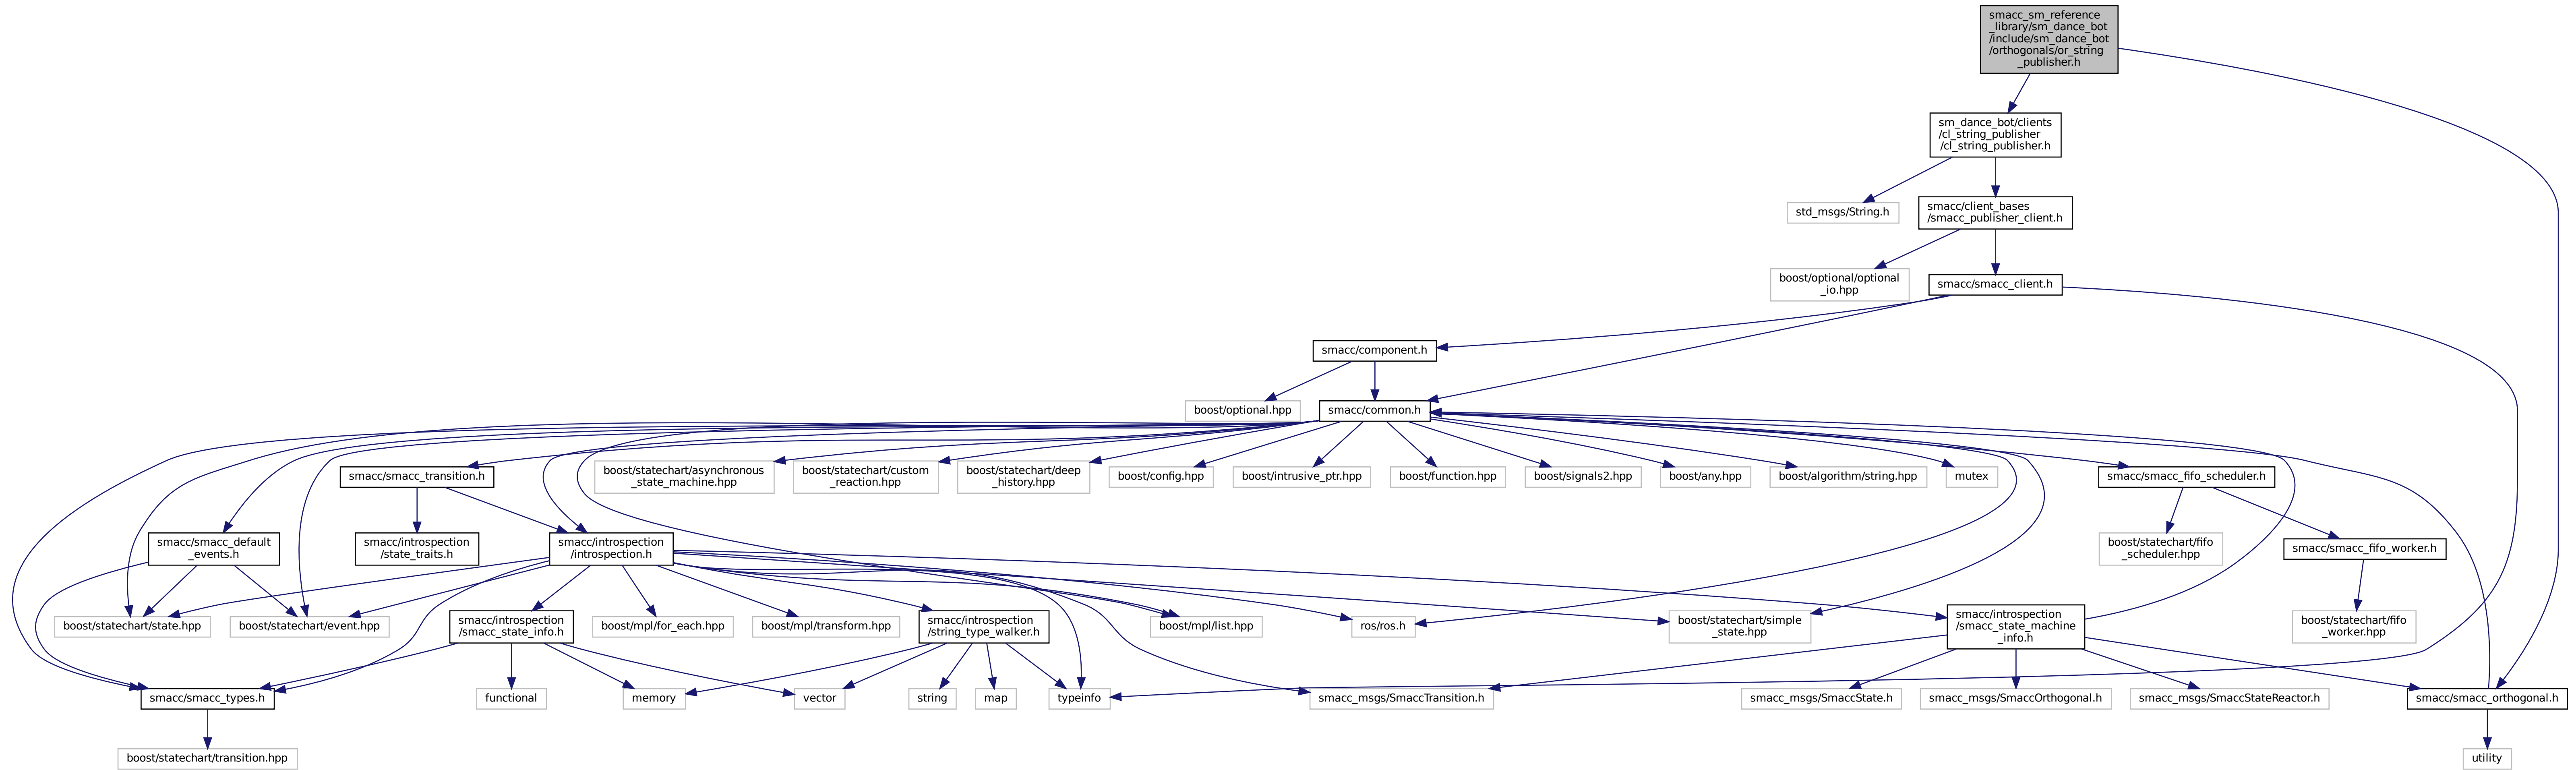 smacc_sm_reference
_library/sm_dance_bot
/include/sm_dance_bot
/orthogonals/or_string
_publisher.h
sm_dance_bot/clients
/cl_string_publisher
/cl_string_publisher.h
std_msgs/String.h
smacc/client_bases
/smacc_publisher_client.h
boost/optional/optional
_io.hpp
smacc/smacc_client.h
smacc/component.h
boost/optional.hpp
smacc/common.h
smacc/smacc_transition.h
boost/statechart/asynchronous
_state_machine.hpp
boost/statechart/custom
_reaction.hpp
boost/statechart/deep
_history.hpp
boost/config.hpp
boost/intrusive_ptr.hpp
boost/function.hpp
boost/signals2.hpp
boost/any.hpp
boost/algorithm/string.hpp
mutex
smacc/smacc_fifo_scheduler.h
smacc/smacc_default
_events.h
smacc/introspection
/state_traits.h
smacc/introspection
/introspection.h
boost/statechart/fifo
_scheduler.hpp
smacc/smacc_fifo_worker.h
boost/statechart/state.hpp
boost/statechart/event.hpp
smacc/introspection
/smacc_state_info.h
boost/mpl/for_each.hpp
boost/mpl/transform.hpp
smacc/introspection
/string_type_walker.h
boost/mpl/list.hpp
ros/ros.h
boost/statechart/simple
_state.hpp
smacc/introspection
/smacc_state_machine
_info.h
boost/statechart/fifo
_worker.hpp
smacc/smacc_types.h
functional
memory
vector
string
map
typeinfo
smacc_msgs/SmaccTransition.h
smacc_msgs/SmaccState.h
smacc_msgs/SmaccOrthogonal.h
smacc_msgs/SmaccStateReactor.h
smacc/smacc_orthogonal.h
boost/statechart/transition.hpp
utility